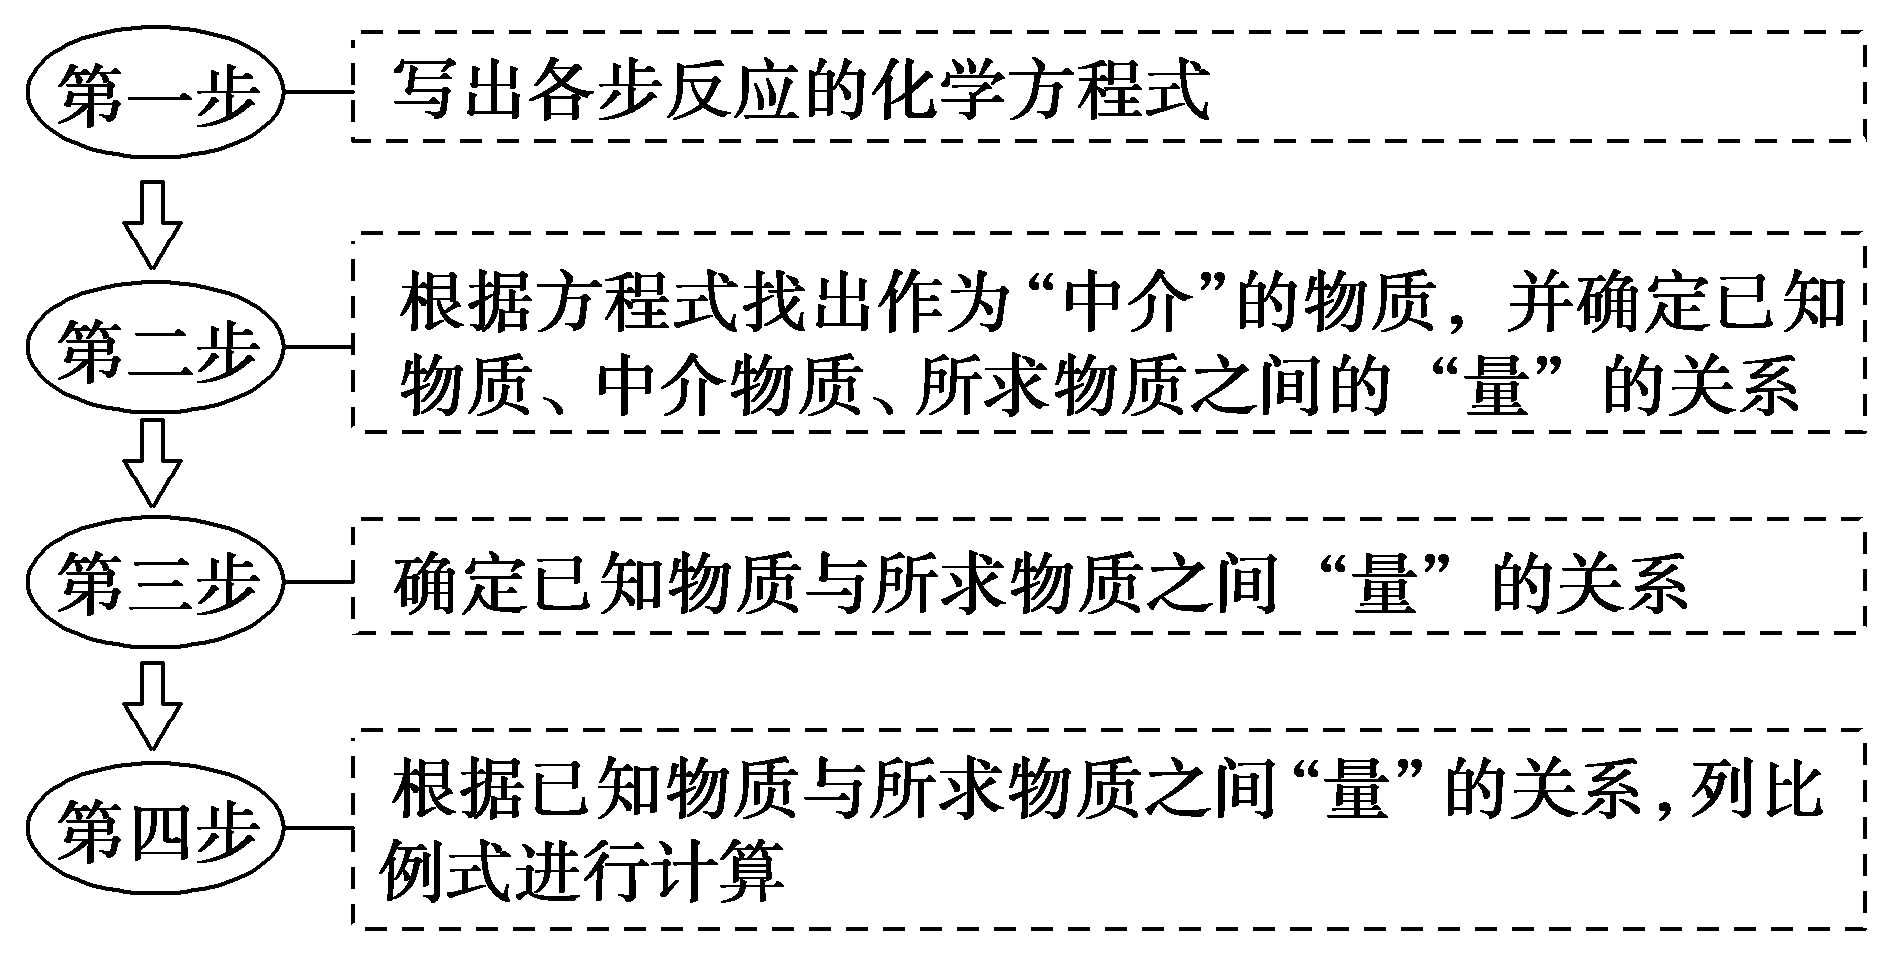 第一步
写出各步反应的化学方程式
第二步
根据方程式找出作为“中介”的物质，并确定已知
物质、中介物质、所求物质之间的“量”的关系
第三步
确定已知物质与所求物质之间“量”的关系
第四步
根据已知物质与所求物质之间“量”的关系,列比
例式进行计算